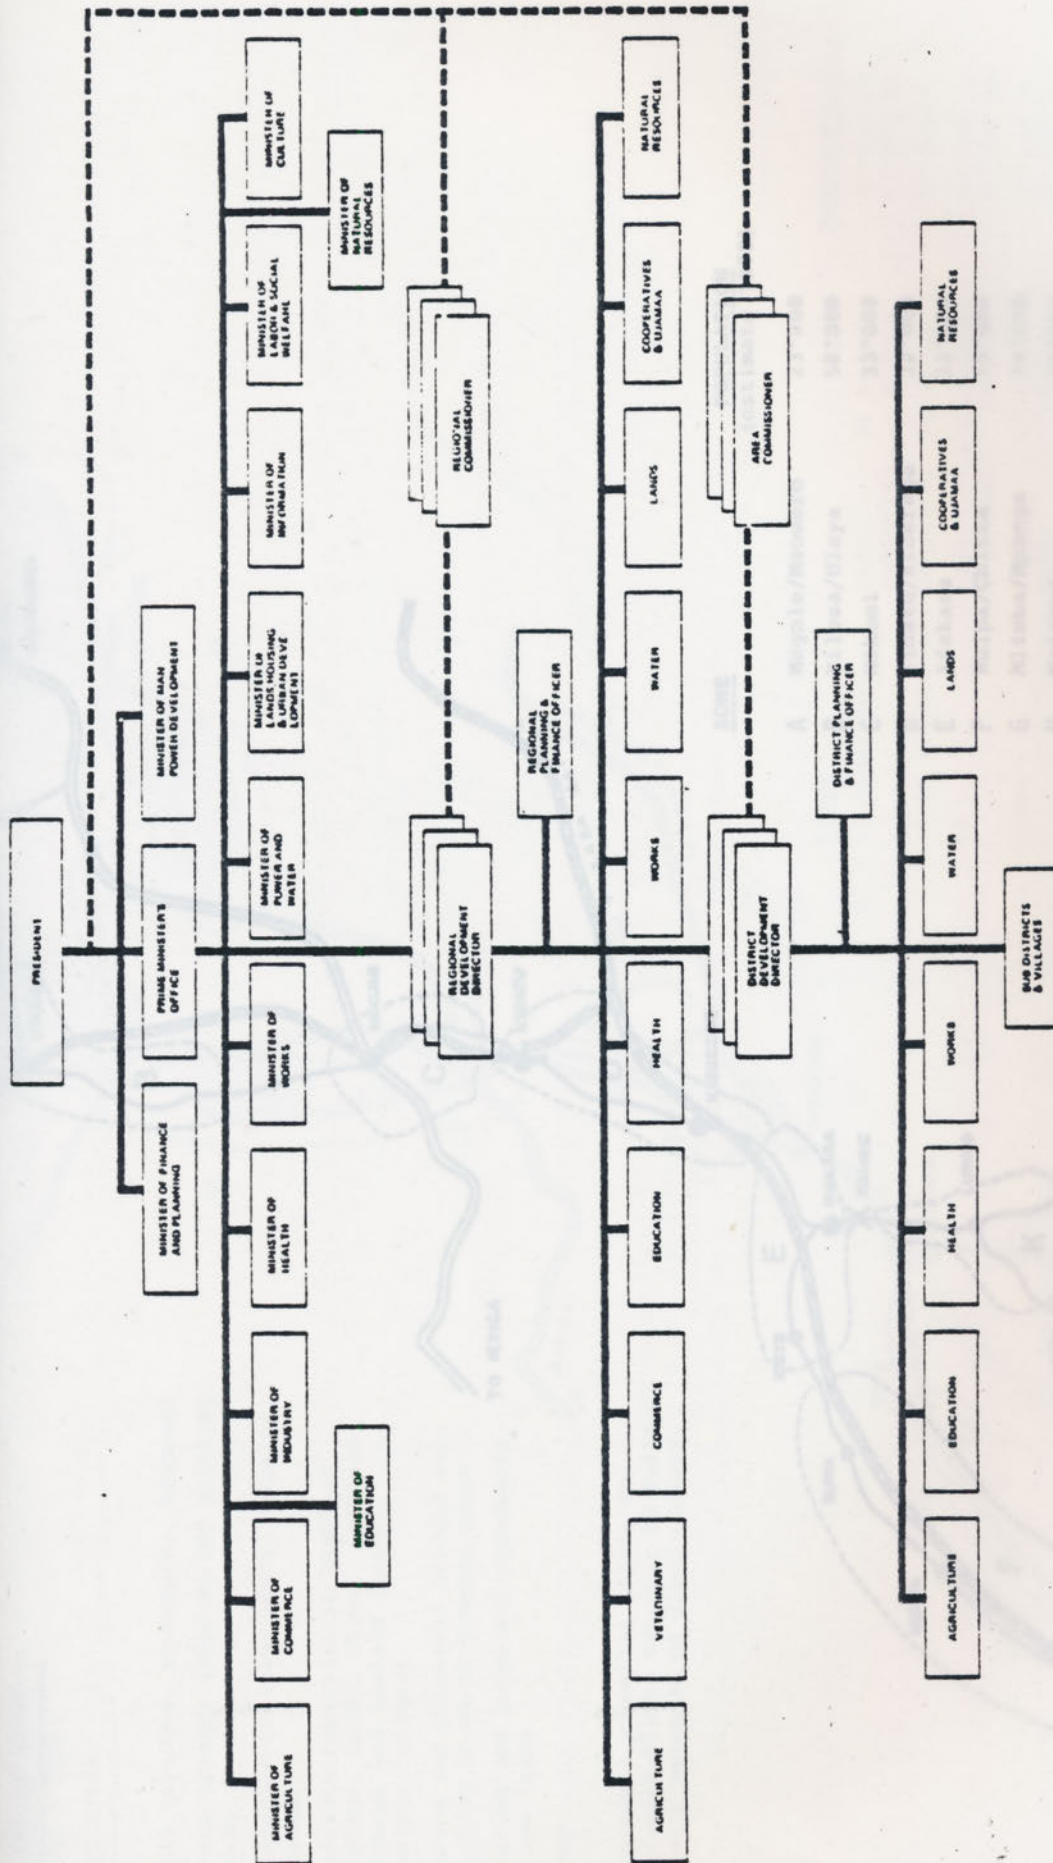 PRESIDENT
MINISTER OF FINANCE
AND PLANNING
PRIME MINISTER'S
OFFICE
MINISTER OF MAN
POWER DEVELOPMENT
MINISTER OF
AGRICULTURE
MINISTER OF
COMMERCE
MINISTER OF
INDUSTRY
MINISTER OF
HEALTH
MINISTER OF
WORKS
MINISTER OF
POWER AND
WATER
MINISTER OF
LANDS HOUSING
& URBAN DEVE
LOPMENT
MINISTER OF
INFORMATION
MINISTER OF
LABOR & SOCIAL
WELFARE
MINISTER OF
CULTURE
MINISTER OF
EDUCATION
MINISTER OF
NATURAL
RESOURCES
REGIONAL
DEVELOPMENT
DIRECTOR
REGIONAL
COMMISSIONER
REGIONAL
PLANNING &
FINANCE OFFICER
AGRICULTURE
VETERINARY
COMMERCE
EDUCATION
HEALTH
WORKS
WATER
LANDS
COOPERATIVES
& UJAMAA
NATURAL
RESOURCES
DISTRICT
DEVELOPMENT
DIRECTOR
AREA
COMMISSIONER
DISTRICT PLANNING
& FINANCE OFFICER
AGRICULTURE
EDUCATION
HEALTH
WORKS
WATER
LANDS
COOPERATIVES
& UJAMAA
NATURAL
RESOURCES
SUB DISTRICTS
& VILLAGES